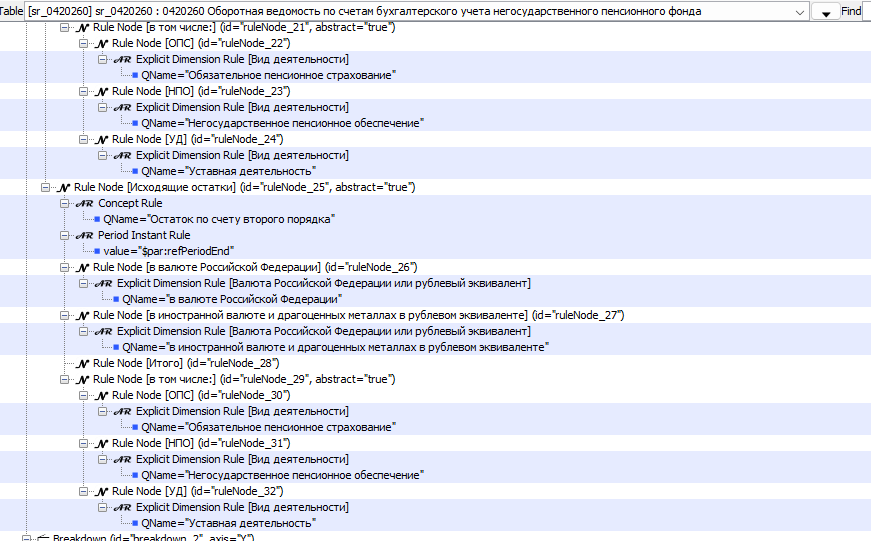 Table [sr_0420260] sr_0420260 : 0420260 Оборотная ведомость по счетам бухгалтерского учета негосударственного пенсионного фонда Find
Rule Node [в том числе:] (id="ruleNode_21", abstract="true")
Rule Node [ОПС] (id="ruleNode_22")
Explicit Dimension Rule [Вид деятельности]
QName="Обязательное пенсионное страхование"
Rule Node [НПО] (id="ruleNode_23")
Explicit Dimension Rule [Вид деятельности]
QName="Негосударственное пенсионное обеспечение"
Rule Node [УД] (id="ruleNode_24")
Explicit Dimension Rule [Вид деятельности]
QName="Уставная деятельность"
Rule Node [Исходящие остатки] (id="ruleNode_25", abstract="true")
Concept Rule
QName="Остаток по счету второго порядка"
Period Instant Rule
value="$par:refPeriodEnd"
Rule Node [в валюте Российской Федерации] (id="ruleNode_26")
Explicit Dimension Rule [Валюта Российской Федерации или рублевый эквивалент]
QName="в валюте Российской Федерации"
Rule Node [в иностранной валюте и драгоценных металлах в рублевом эквиваленте] (id="ruleNode_27")
Explicit Dimension Rule [Валюта Российской Федерации или рублевый эквивалент]
QName="в иностранной валюте и драгоценных металлах в рублевом эквиваленте"
Rule Node [Итого] (id="ruleNode_28")
Rule Node [в том числе:] (id="ruleNode_29", abstract="true")
Rule Node [ОПС] (id="ruleNode_30")
Explicit Dimension Rule [Вид деятельности]
QName="Обязательное пенсионное страхование"
Rule Node [НПО] (id="ruleNode_31")
Explicit Dimension Rule [Вид деятельности]
QName="Негосударственное пенсионное обеспечение"
Rule Node [УД] (id="ruleNode_32")
Explicit Dimension Rule [Вид деятельности]
QName="Уставная деятельность"
Breakdown (id="breakdown_2", axis="Y")